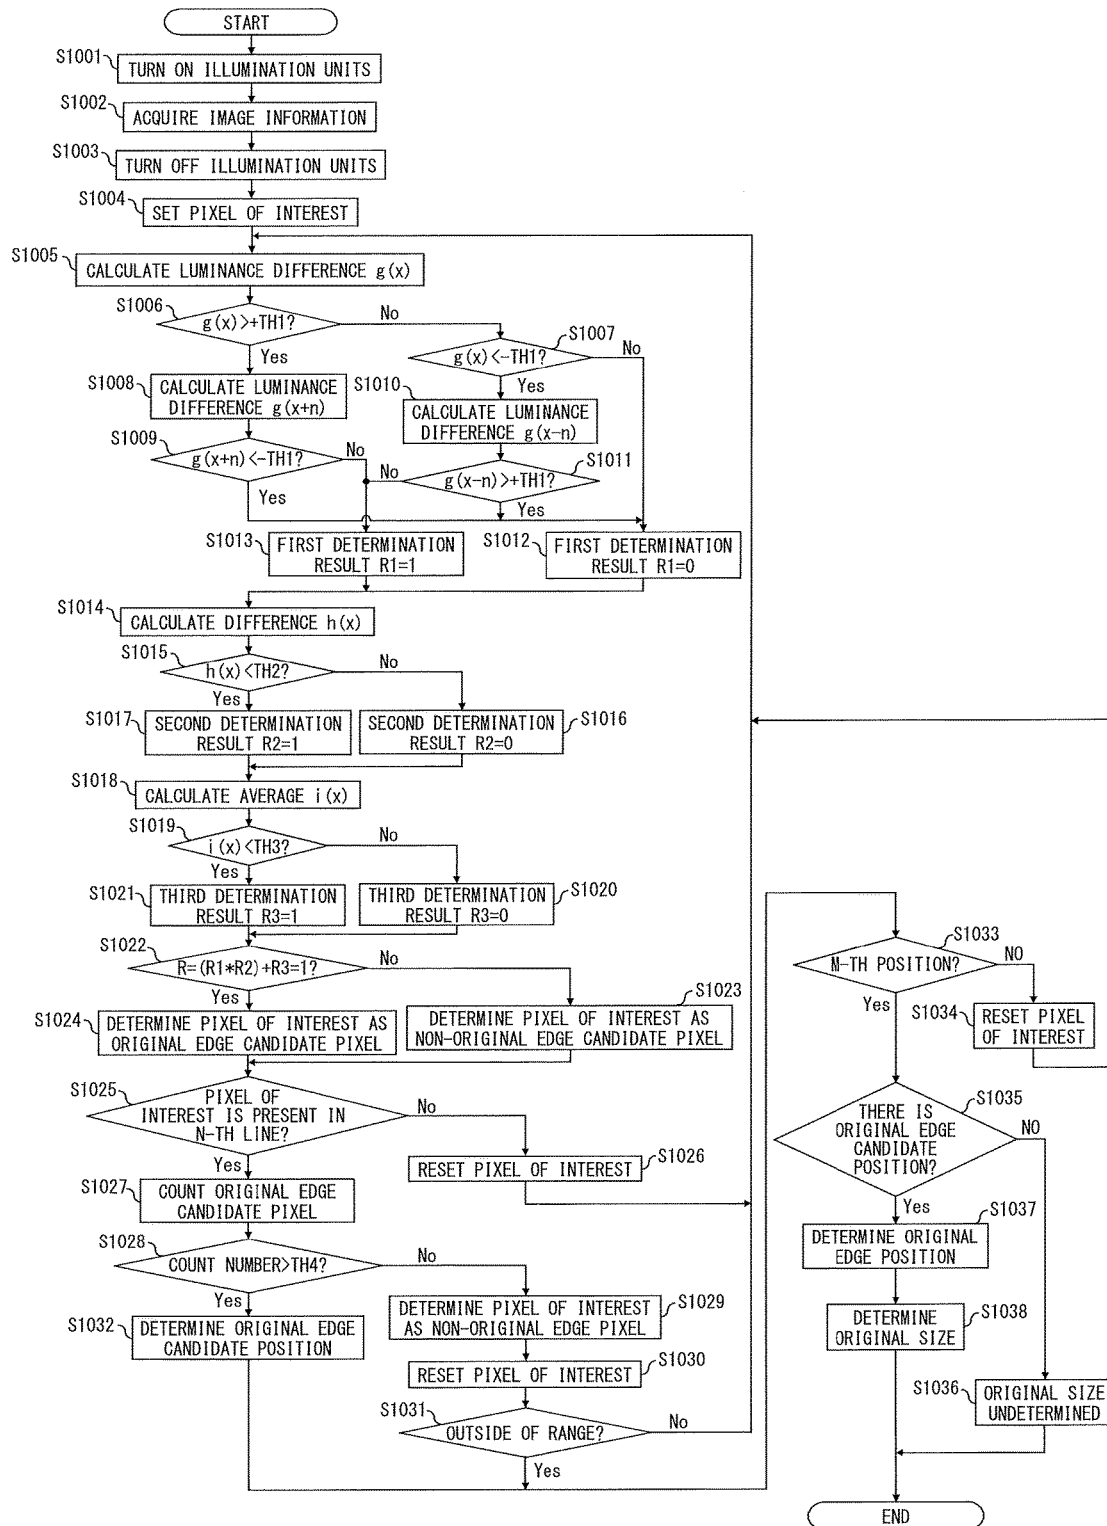 START
S1001
TURN ON ILLUMINATION UNITS
S1002
ACQUIRE IMAGE INFORMATION
S1003
TURN OFF ILLUMINATION UNITS
S1004
SET PIXEL OF INTEREST
S1005
CALCULATE LUMINANCE DIFFERENCE g(x)
S1006
g(x)>+TH1?
No
Yes
S1007
g(x)<-TH1?
No
Yes
S1008
CALCULATE LUMINANCE
DIFFERENCE g(x+n)
S1010
CALCULATE LUMINANCE
DIFFERENCE g(x-n)
S1009
g(x+n)<-TH1?
No
Yes
S1011
g(x-n)>+TH1?
No
Yes
S1013
FIRST DETERMINATION
RESULT R1=1
S1012
FIRST DETERMINATION
RESULT R1=0
S1014
CALCULATE DIFFERENCE h(x)
S1015
h(x)<TH2?
No
Yes
S1017
SECOND DETERMINATION
RESULT R2=1
S1016
SECOND DETERMINATION
RESULT R2=0
S1018
CALCULATE AVERAGE i(x)
S1019
i(x)<TH3?
No
Yes
S1021
THIRD DETERMINATION
RESULT R3=1
S1020
THIRD DETERMINATION
RESULT R3=0
S1022
R=(R1*R2)+R3=1?
No
Yes
S1024
DETERMINE PIXEL OF INTEREST AS
ORIGINAL EDGE CANDIDATE PIXEL
S1023
DETERMINE PIXEL OF INTEREST AS
NON-ORIGINAL EDGE CANDIDATE PIXEL
S1025
PIXEL OF
INTEREST IS PRESENT IN
N-TH LINE?
No
Yes
S1026
RESET PIXEL OF INTEREST
S1027
COUNT ORIGINAL EDGE
CANDIDATE PIXEL
S1028
COUNT NUMBER>TH4?
No
Yes
S1032
DETERMINE ORIGINAL EDGE
CANDIDATE POSITION
S1029
DETERMINE PIXEL OF INTEREST
AS NON-ORIGINAL EDGE PIXEL
S1030
RESET PIXEL OF INTEREST
S1031
OUTSIDE OF RANGE?
No
Yes
S1033
M-TH POSITION?
NO
Yes
S1034
RESET PIXEL
OF INTEREST
S1035
THERE IS
ORIGINAL EDGE
CANDIDATE
POSITION?
NO
Yes
S1037
DETERMINE ORIGINAL
EDGE POSITION
S1038
DETERMINE
ORIGINAL SIZE
S1036
ORIGINAL SIZE
UNDETERMINED
END